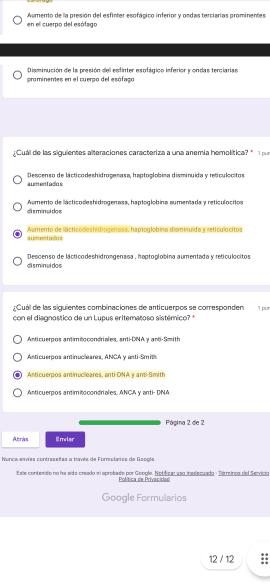 Aumento de la presión del esfínter esofágico inferior y ondas terciarias prominentes
en el cuerpo del esófago
Disminución de la presión del esfínter esofágico inferior y ondas terciarias
prominentes en el cuerpo del esófago
¿Cuál de las siguientes alteraciones caracteriza a una anemia hemolítica? * 1 pun
Descenso de lácticodeshidrogenasa, haptoglobina disminuida y reticulocitos
aumentados
Aumento de lácticodeshidrogenasa, haptoglobina aumentada y reticulocitos
disminuidos
Aumento de lácticodeshidrogenasa, haptoglobina disminuida y reticulocitos
aumentados
Descenso de lácticodeshidrogenasa , haptoglobina aumentada y reticulocitos
disminuidos
¿Cuál de las siguientes combinaciones de anticuerpos se corresponden 1 pun
con el diagnostico de un Lupus eritematoso sistémico? *
Anticuerpos antimitocondriales, anti-DNA y anti-Smith
Anticuerpos antinucleares, ANCA y anti-Smith
Anticuerpos antinucleares, anti-DNA y anti-Smith
Anticuerpos antimitocondriales, ANCA y anti- DNA
Página 2 de 2
Atrás Enviar
Nunca envíes contraseñas a través de Formularios de Google.
Este contenido no ha sido creado ni aprobado por Google. Notificar uso inadecuado - Términos del Servicio
Política de Privacidad
Google Formularios
12 / 12